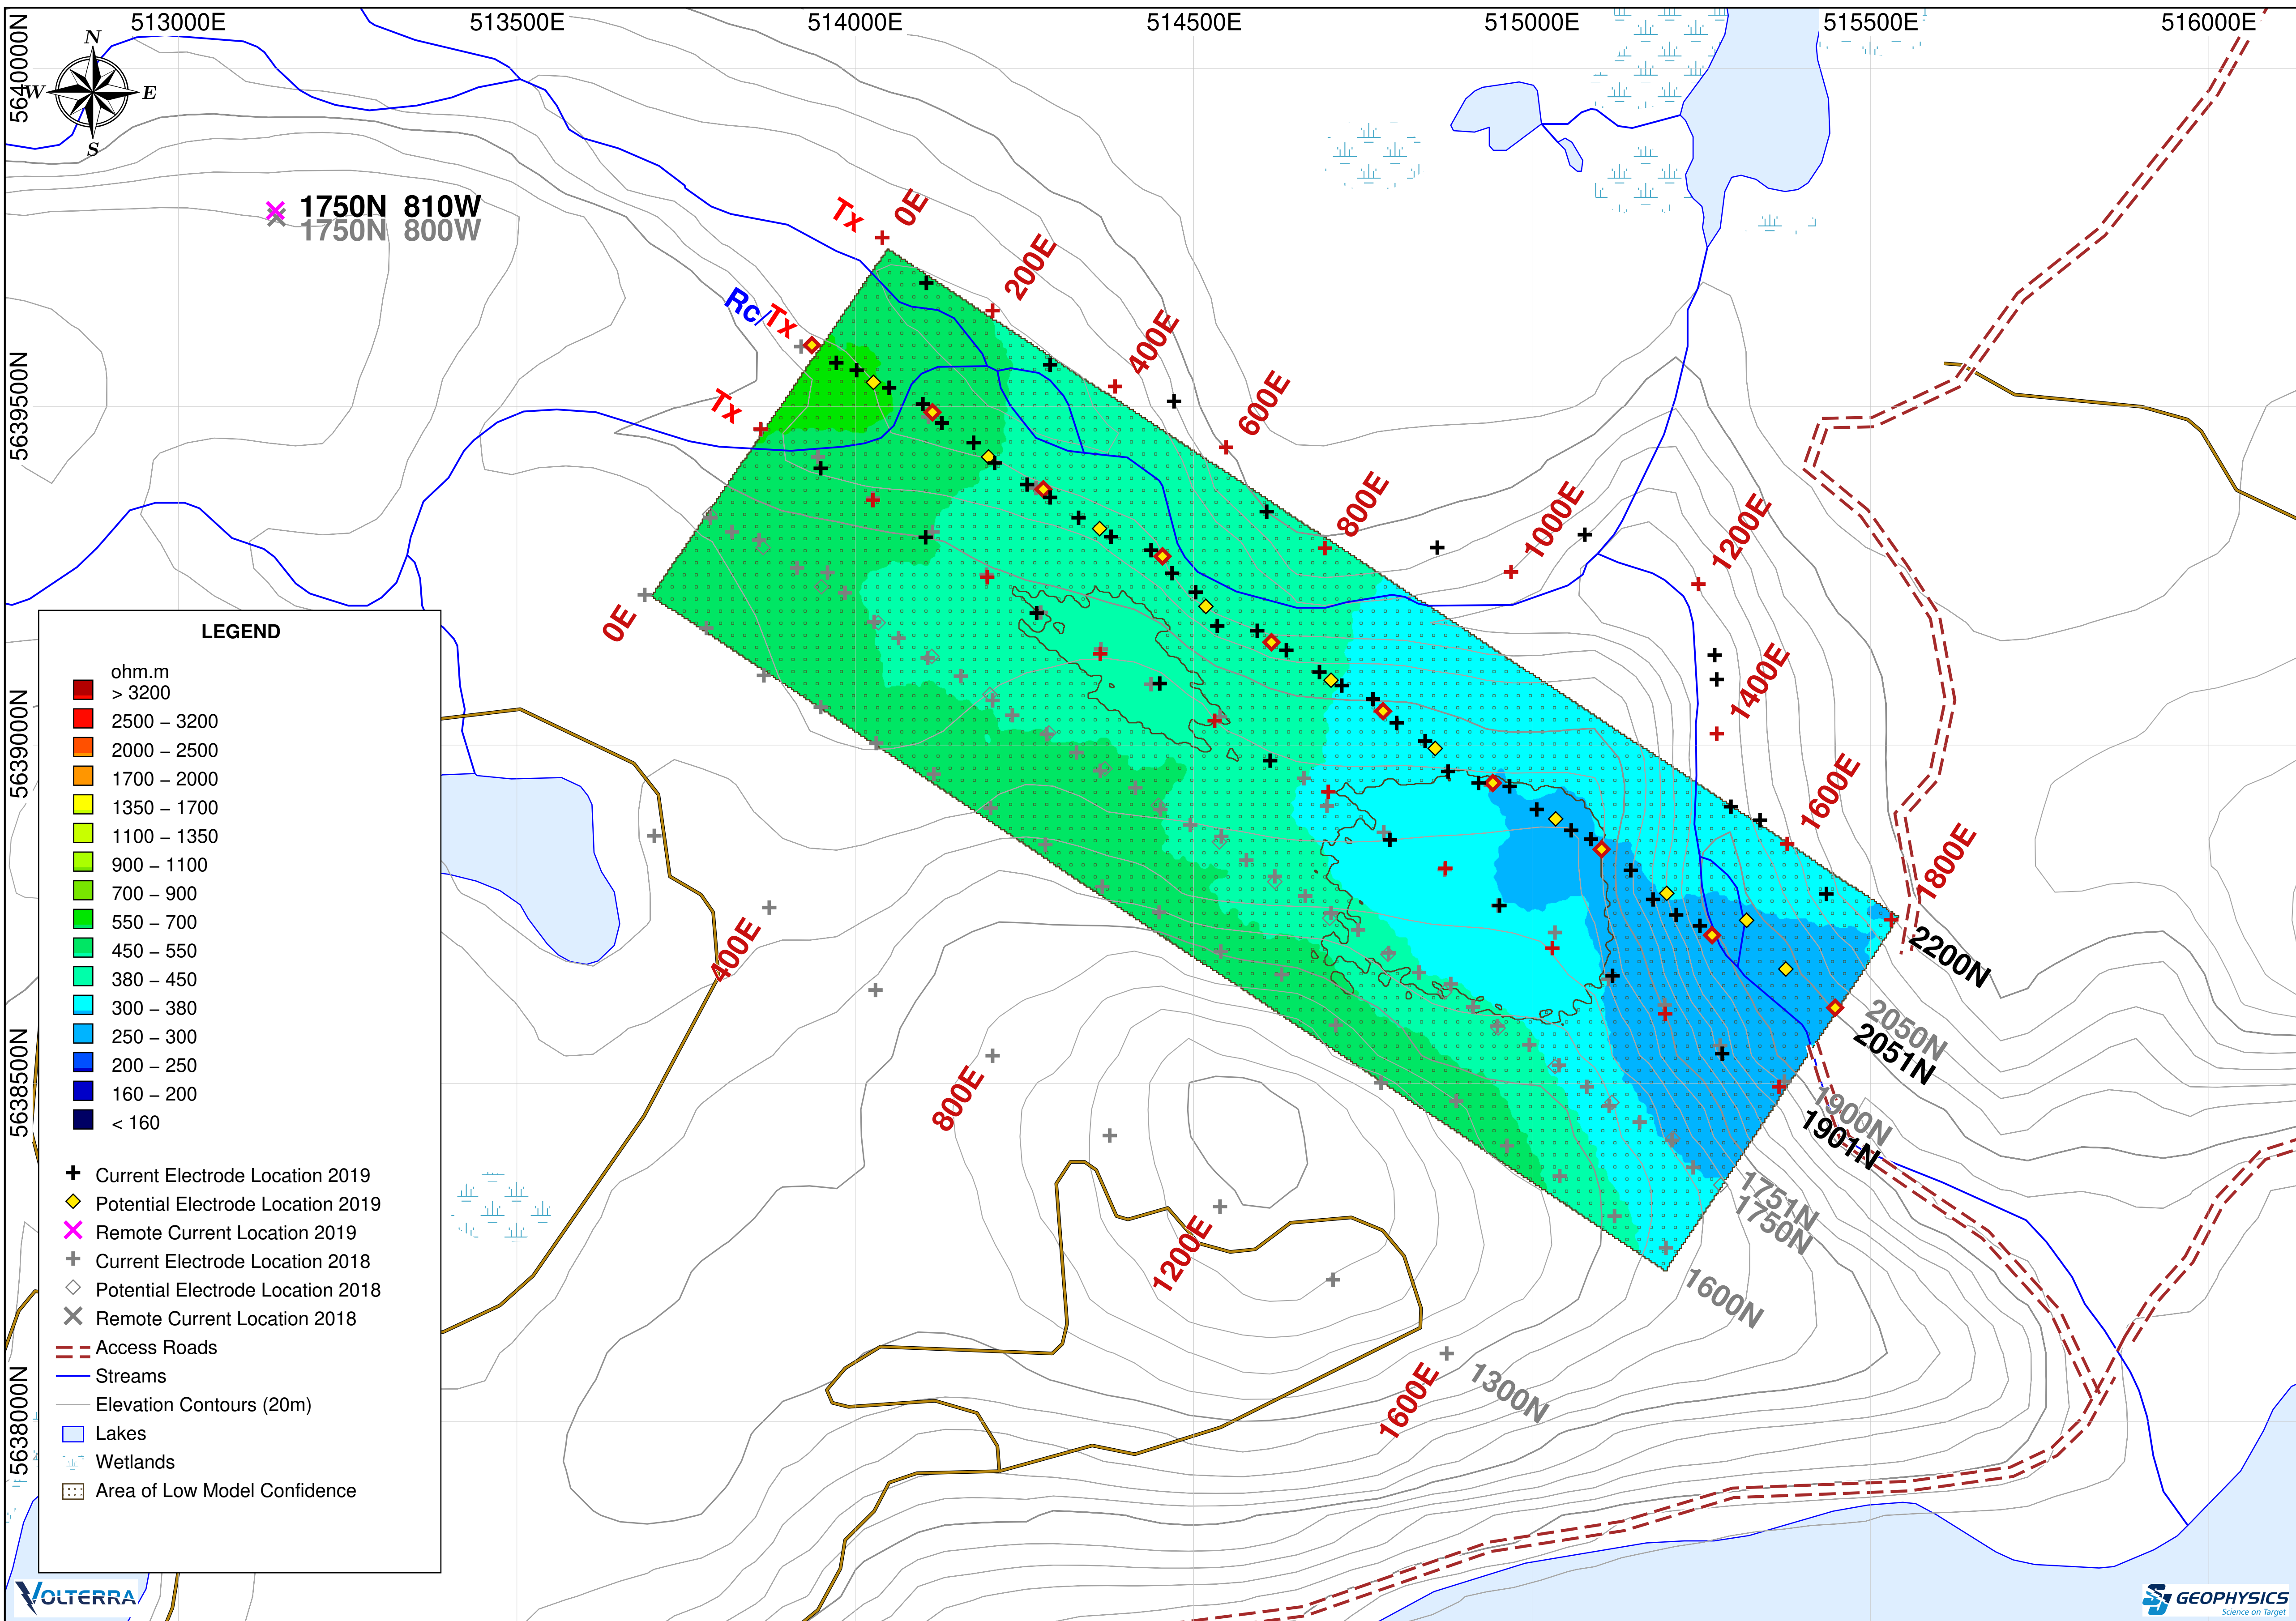 513000E 513500E 514000E 514500E 515000E 515500E 516000E
5640000N
5639500N
5639000N
5638500N
5638000N
N
W E
S
1750N 810W
1750N 800W
Tx
0E
200E
Rc/Tx
400E
Tx
600E
800E
1000E
1200E
1400E
1600E
1800E
0E
400E
800E
1200E
1600E
2200N
2050N
2051N
1900N
1901N
1751N
1750N
1600N
1300N
LEGEND
ohm.m
> 3200
2500 – 3200
2000 – 2500
1700 – 2000
1350 – 1700
1100 – 1350
900 – 1100
700 – 900
550 – 700
450 – 550
380 – 450
300 – 380
250 – 300
200 – 250
160 – 200
< 160
Current Electrode Location 2019
Potential Electrode Location 2019
Remote Current Location 2019
Current Electrode Location 2018
Potential Electrode Location 2018
Remote Current Location 2018
Access Roads
Streams
Elevation Contours (20m)
Lakes
Wetlands
Area of Low Model Confidence
VOLTERRA
SJ GEOPHYSICS
Science on Target